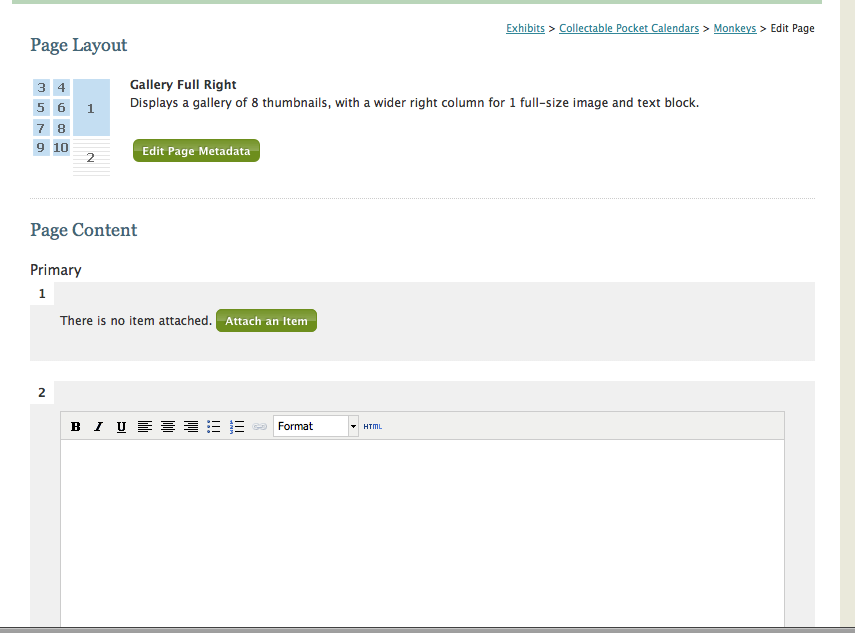 Exhibits > Collectable Pocket Calendars > Monkeys > Edit Page
Page Layout
3 4 1
5 6
7 8
9 10 2
Gallery Full Right
Displays a gallery of 8 thumbnails, with a wider right column for 1 full-size image and text block.
Edit Page Metadata
Page Content
Primary
1
There is no item attached. Attach an Item
2
B I U Format HTML